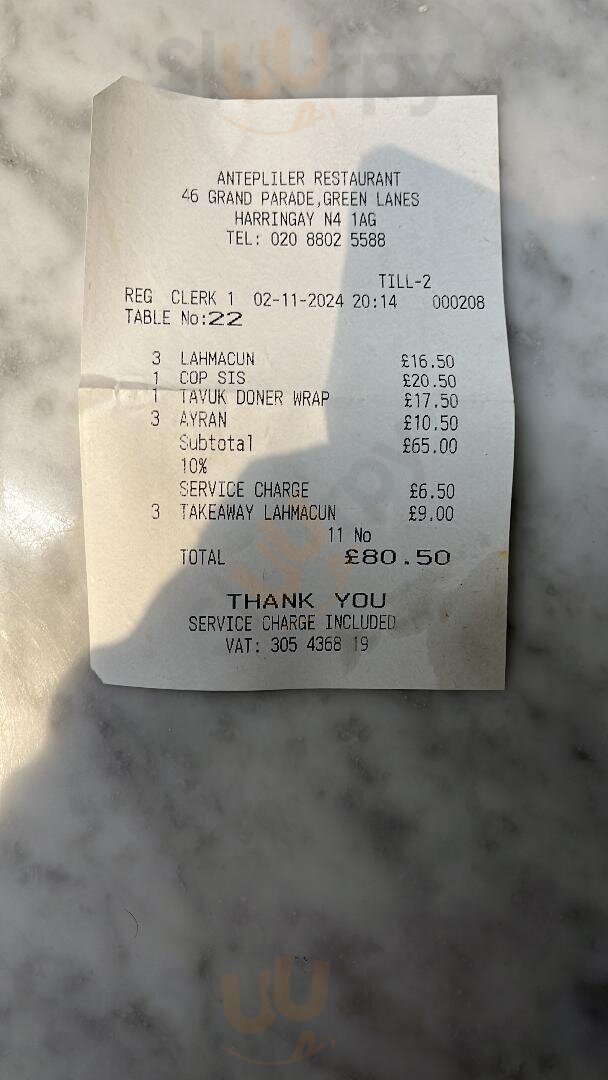 Sluurpy
ANTEPLILER RESTAURANT
46 GRAND PARADE,GREEN LANES
HARRINGAY N4 1AG
TEL: 020 8802 5588
TILL-2
REG CLERK 1 02-11-2024 20:14 000208
TABLE No:22
3 LAHMACUN £16.50
1 COP SIS £20.50
1 TAVUK DONER WRAP £17.50
3 AYRAN £10.50
Subtotal £65.00
10%
SERVICE CHARGE £6.50
3 TAKEAWAY LAHMACUN £9.00
11 No
TOTAL £80.50
THANK YOU
SERVICE CHARGE INCLUDED
VAT: 305 4368 19